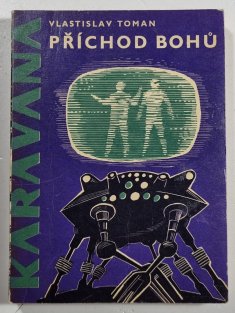 VLASTISLAV TOMAN
PŘÍCHOD BOHŮ
KARAVANA